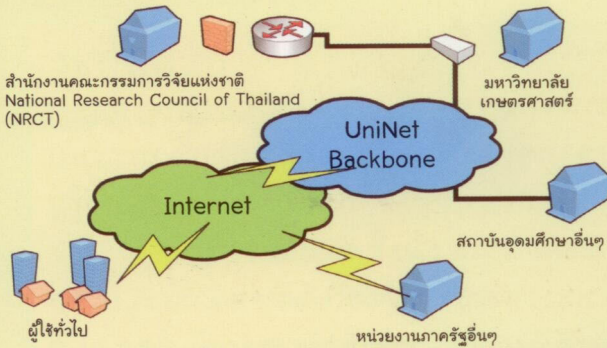 สำนักงานคณะกรรมการวิจัยแห่งชาติ
National Research Council of Thailand
(NRCT)
มหาวิทยาลัย
เกษตรศาสตร์
UniNet
Backbone
Internet
สถาบันอุดมศึกษาอื่นๆ
ผู้ใช้ทั่วไป
หน่วยงานภาครัฐอื่นๆ